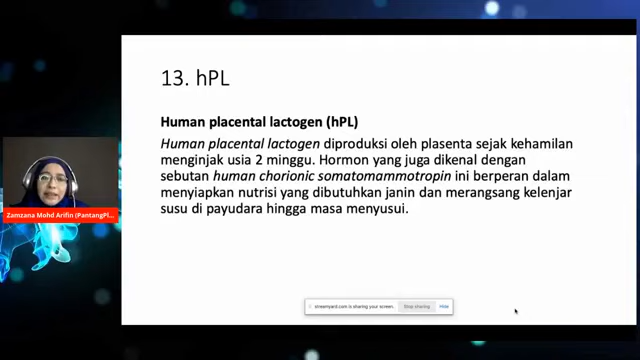 13. hPL
Human placental lactogen (hPL)
Human placental lactogen diproduksi oleh plasenta sejak kehamilan
menginjak usia 2 minggu. Hormon yang juga dikenal dengan
sebutan human chorionic somatomammotropin ini berperan dalam
menyiapkan nutrisi yang dibutuhkan janin dan merangsang kelenjar
susu di payudara hingga masa menyusui.
Zamzana Mohd Arifin (PantangPl...
streamyard.com is sharing your screen.
Stop sharing
Hide